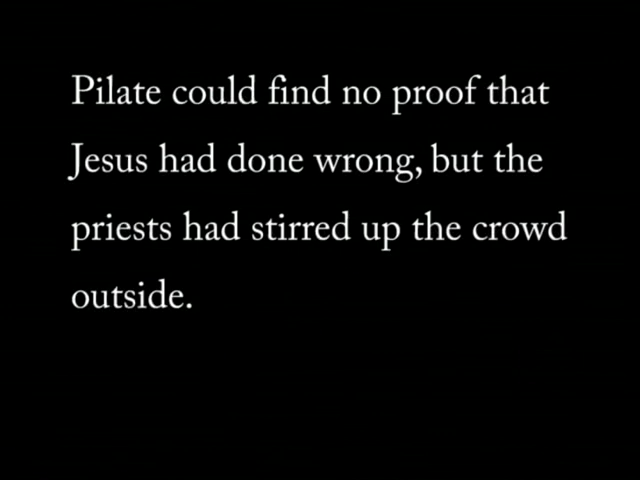 Pilate could find no proof that
Jesus had done wrong, but the
priests had stirred up the crowd
outside.